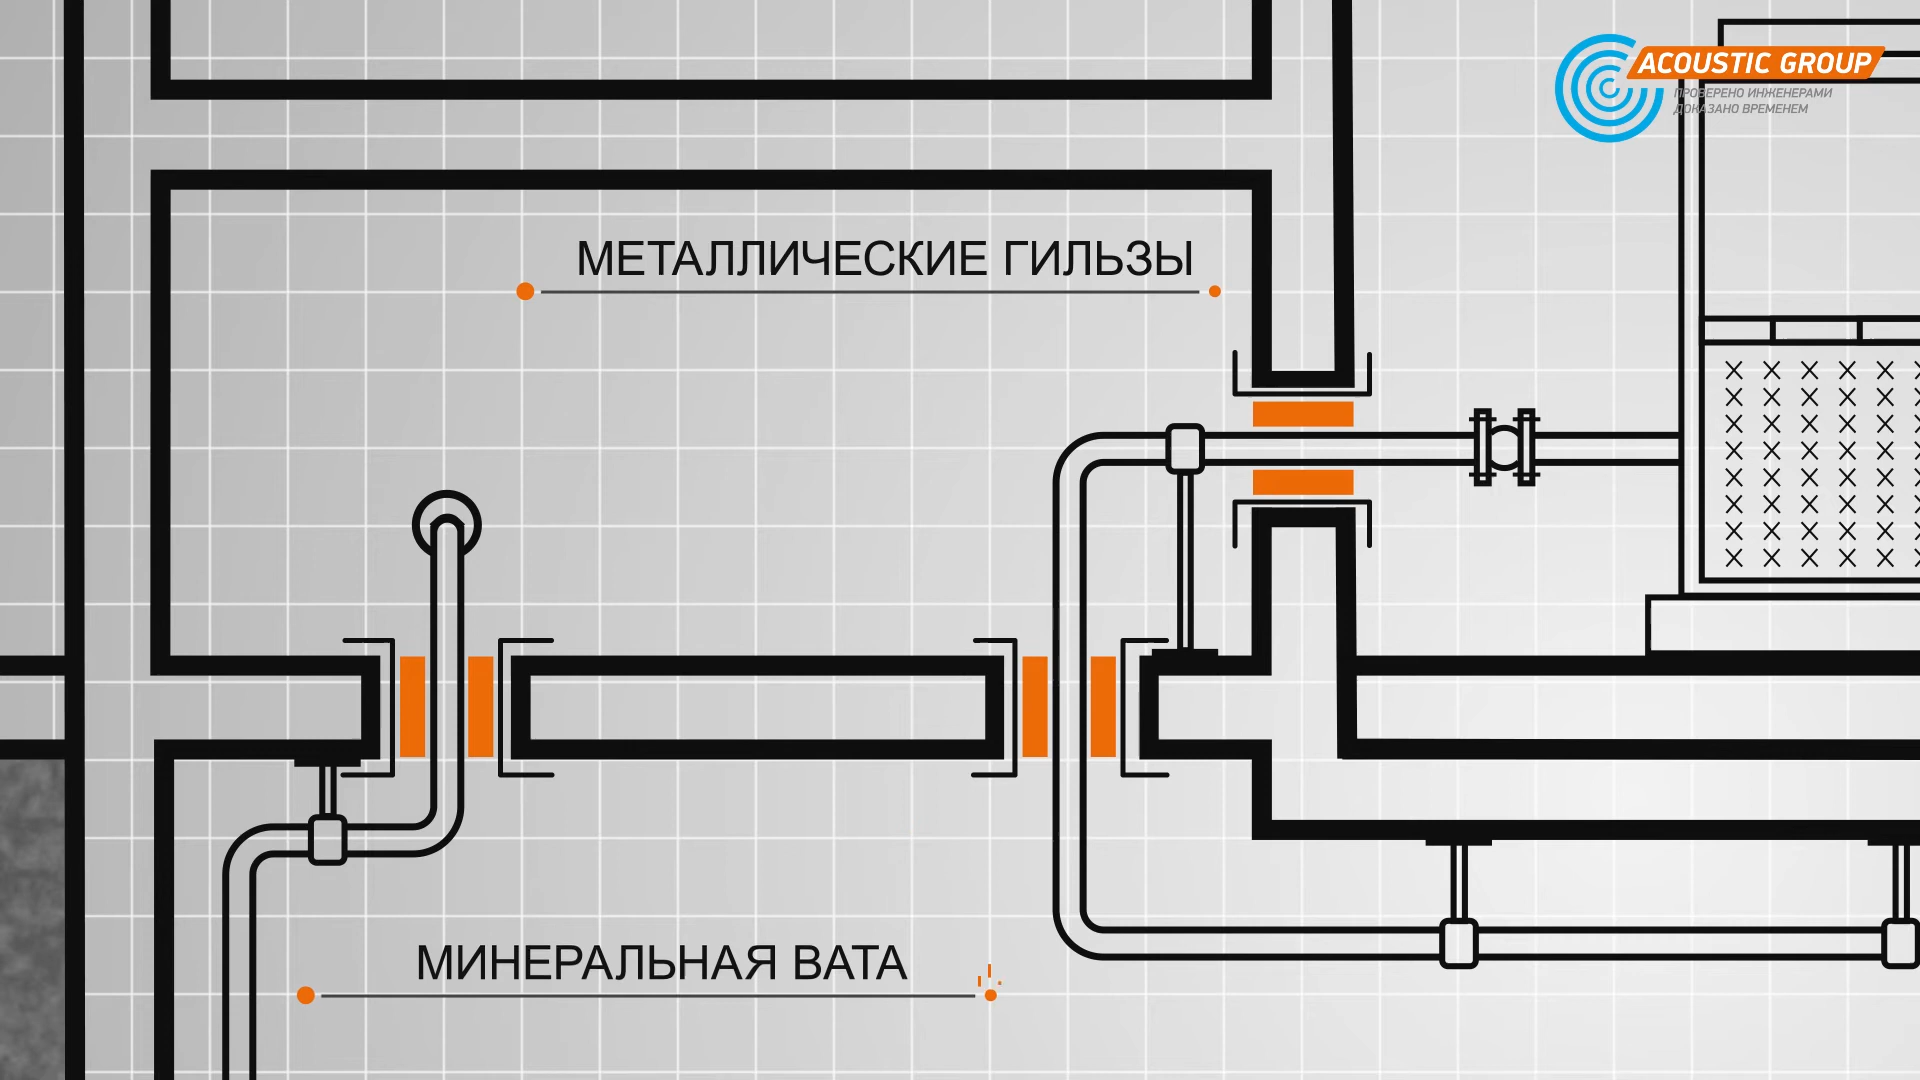 ACOUSTIC GROUP
ПРОВЕРЕНО ИНЖЕНЕРАМИ
ДОКАЗАНО ВРЕМЕНЕМ
МЕТАЛЛИЧЕСКИЕ ГИЛЬЗЫ
МИНЕРАЛЬНАЯ ВАТА